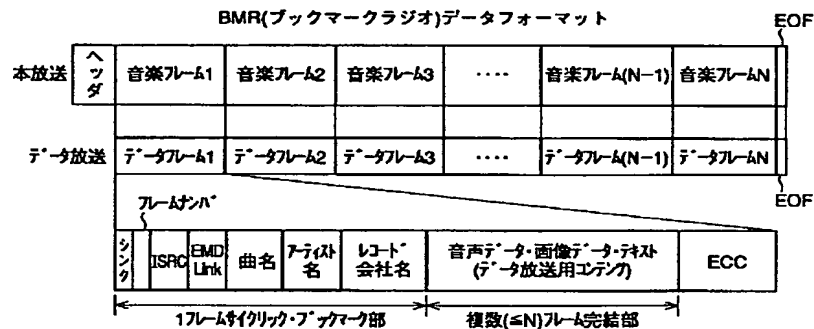 BMR(ブックマークラジオ)データフォーマット
EOF
本放送
ヘッダ
音楽フレーム1
音楽フレーム2
音楽フレーム3
‥‥
音楽フレーム(N−1)
音楽フレームN
データ放送
データフレーム1
データフレーム2
データフレーム3
‥‥
データフレーム(N−1)
データフレームN
EOF
フレームナンバ
シンク
ISRC
EMD
Link
曲名
アーティスト
名
レコード
会社名
音声データ・画像データ・テキスト
(データ放送用コンテンツ)
ECC
1フレームサイクリック・ブックマーク部
複数(≦N)フレーム完結部